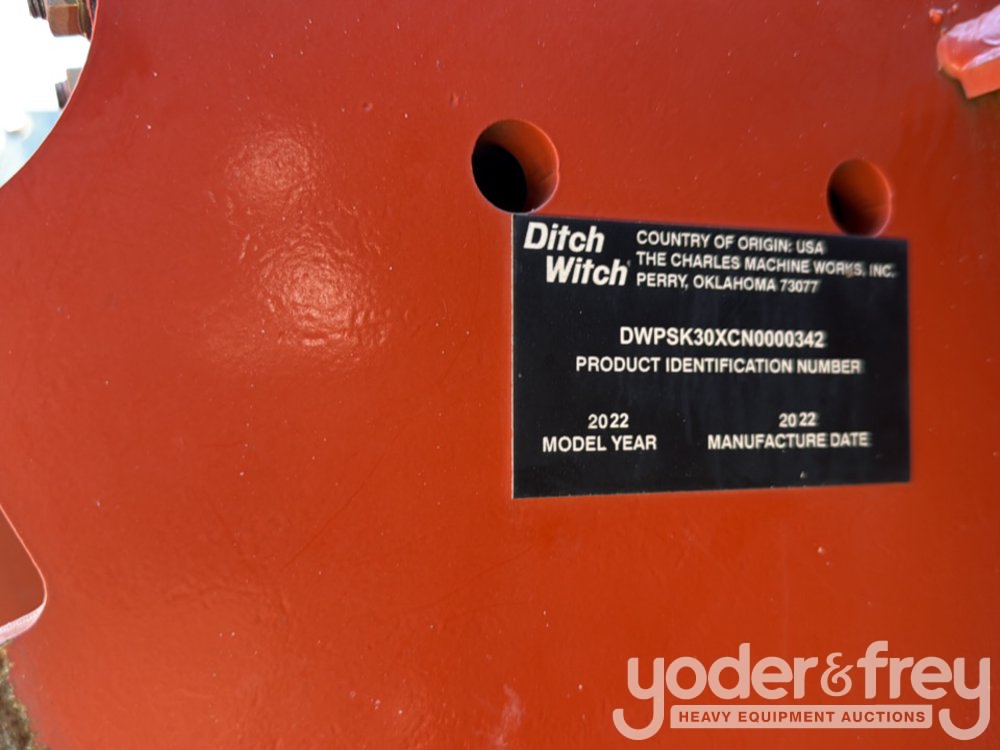 Ditch
Witch
COUNTRY OF ORIGIN: USA
THE CHARLES MACHINE WORKS, INC.
PERRY, OKLAHOMA 73077
DWPSK30XCN0000342
PRODUCT IDENTIFICATION NUMBER
2022
MODEL YEAR
2022
MANUFACTURE DATE
yoder&frey
HEAVY EQUIPMENT AUCTIONS